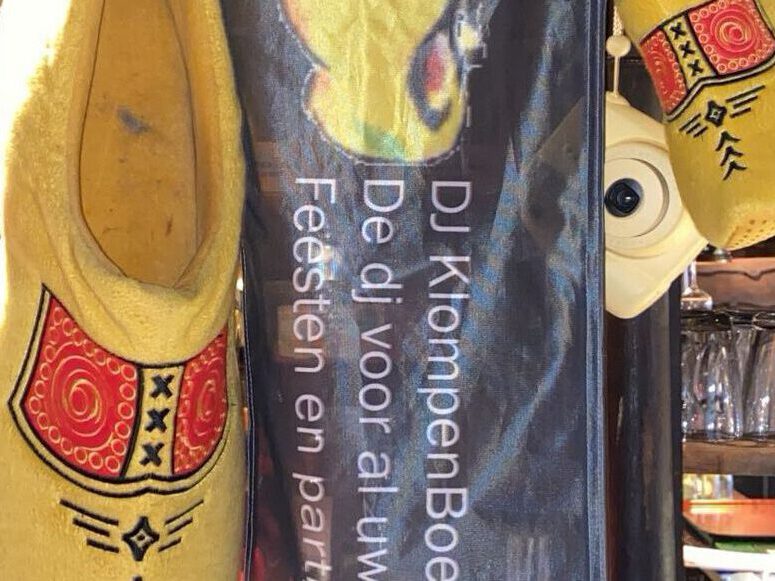 DJ KlompenBoe
De dj voor al uw
Feesten en part